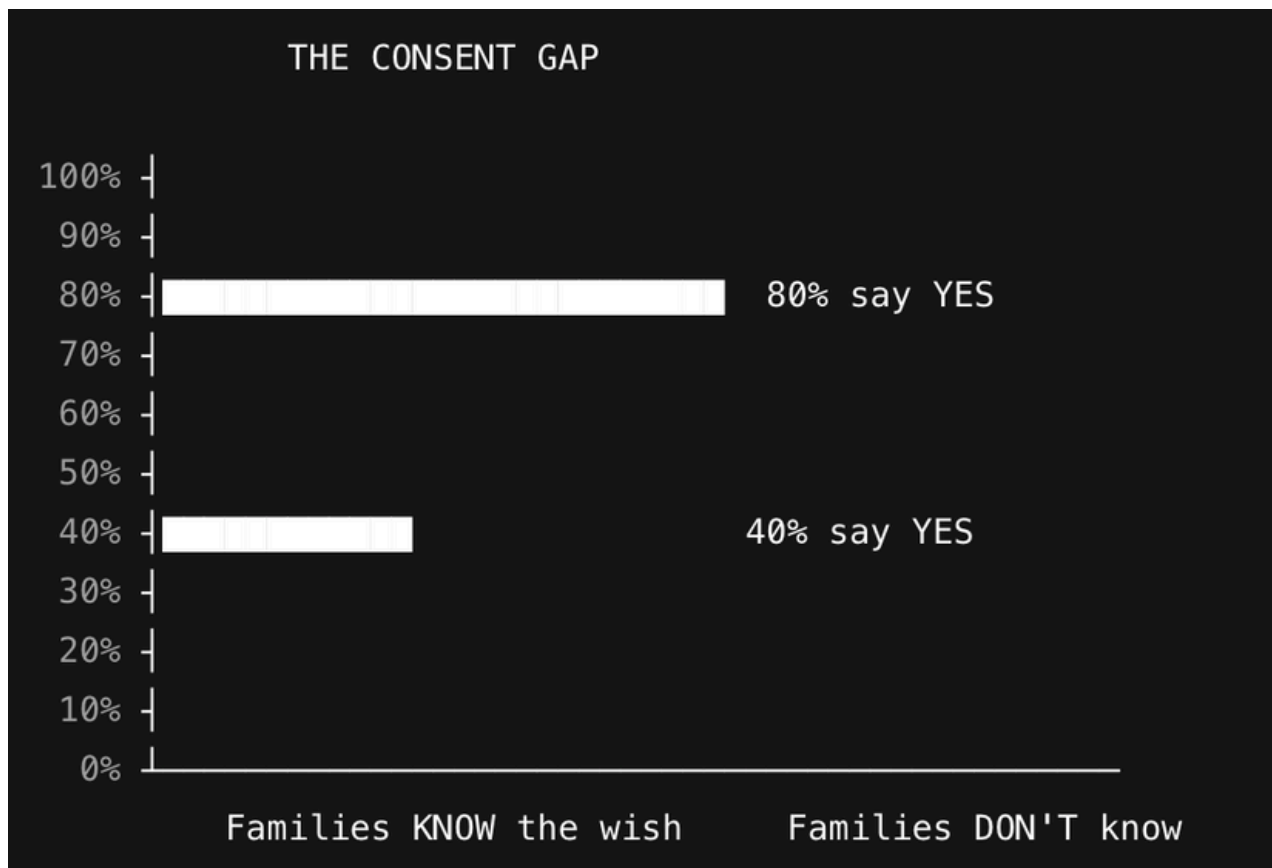 THE CONSENT GAP
100%
90%
80% 80% say YES
70%
60%
50%
40% 40% say YES
30%
20%
10%
0%
Families KNOW the wish Families DON'T know